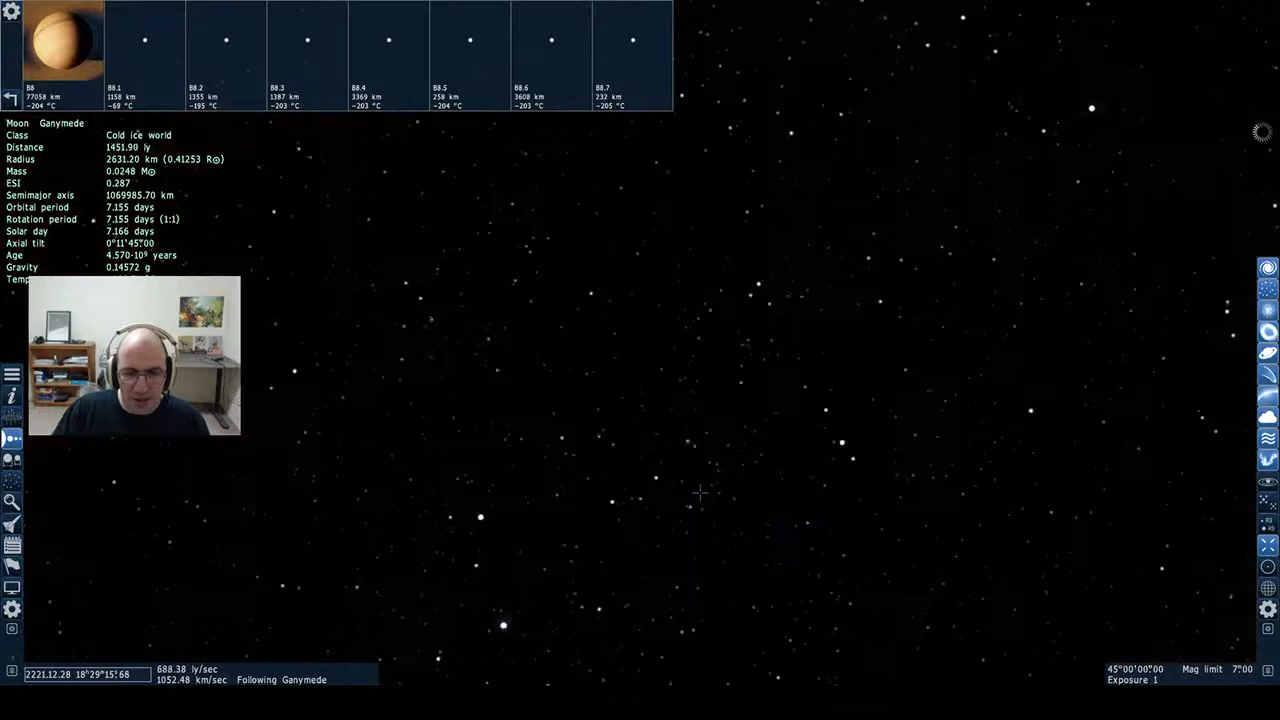 B8
77058 km
-204 °C
B8.1
1158 km
-69 °C
B8.2
1355 km
-195 °C
B8.3
1387 km
-203 °C
B8.4
3369 km
-203 °C
B8.5
258 km
-204 °C
B8.6
3608 km
-203 °C
B8.7
232 km
-205 °C
Moon Ganymede
Class Cold ice world
Distance 1451.90 ly
Radius 2631.20 km (0.41253 R⊙)
Mass 0.0248 M⊙
ESI 0.287
Semimajor axis 1069985.70 km
Orbital period 7.155 days
Rotation period 7.155 days (1:1)
Solar day 7.166 days
Axial tilt 0°11'45"00
Age 4.570·10⁹ years
Gravity 0.14572 g
Temp
2221.12.28 18ʰ29ᵐ15ˢ68
688.38 ly/sec
1052.48 km/sec Following Ganymede
45°00'00"00 Mag limit 7ᵐ00
Exposure 1